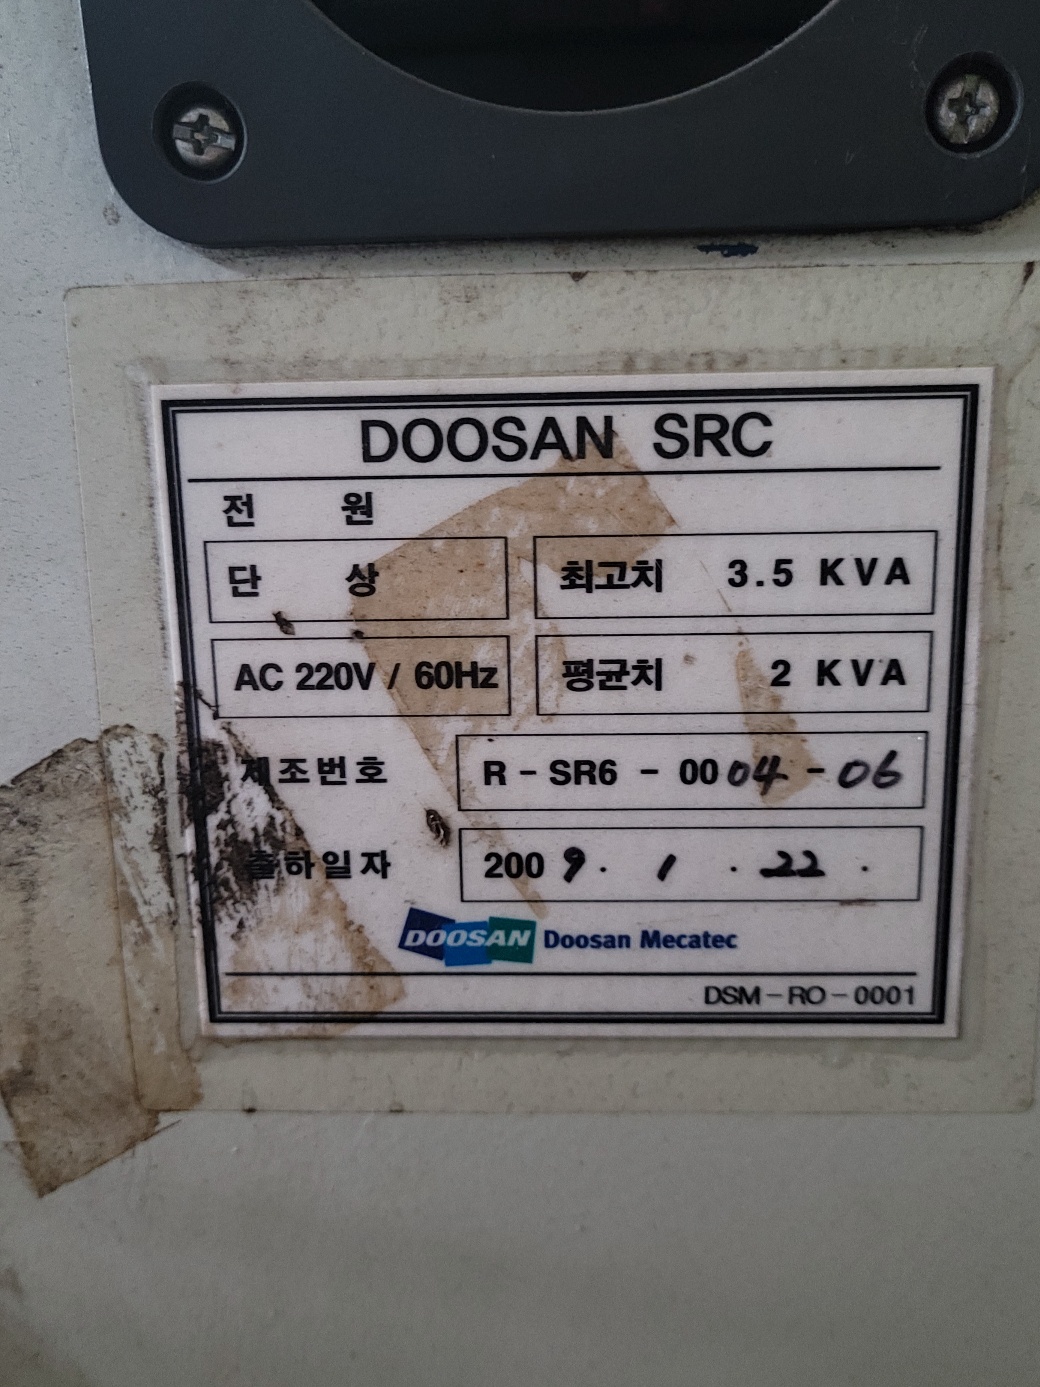 DOOSAN SRC
전 원
단 상
최고치 3.5 KVA
AC 220V / 60Hz
평균치 2 KVA
제조번호 R - SR6 - 0004-06
출하일자 2009. 1 . 22 .
DOOSAN Doosan Mecatec
DSM-RO-0001